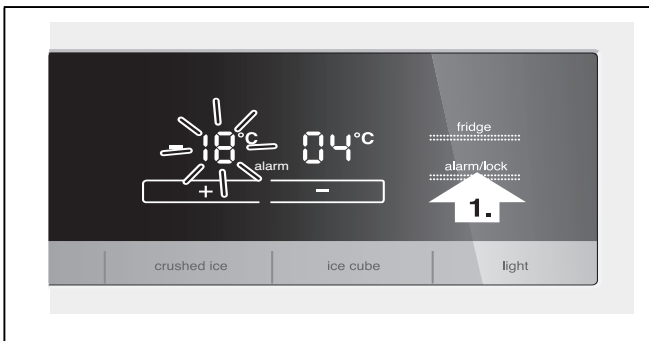 fridge
-18°C 04°C
alarm
alarm/lock
+ -
1.
crushed ice ice cube light